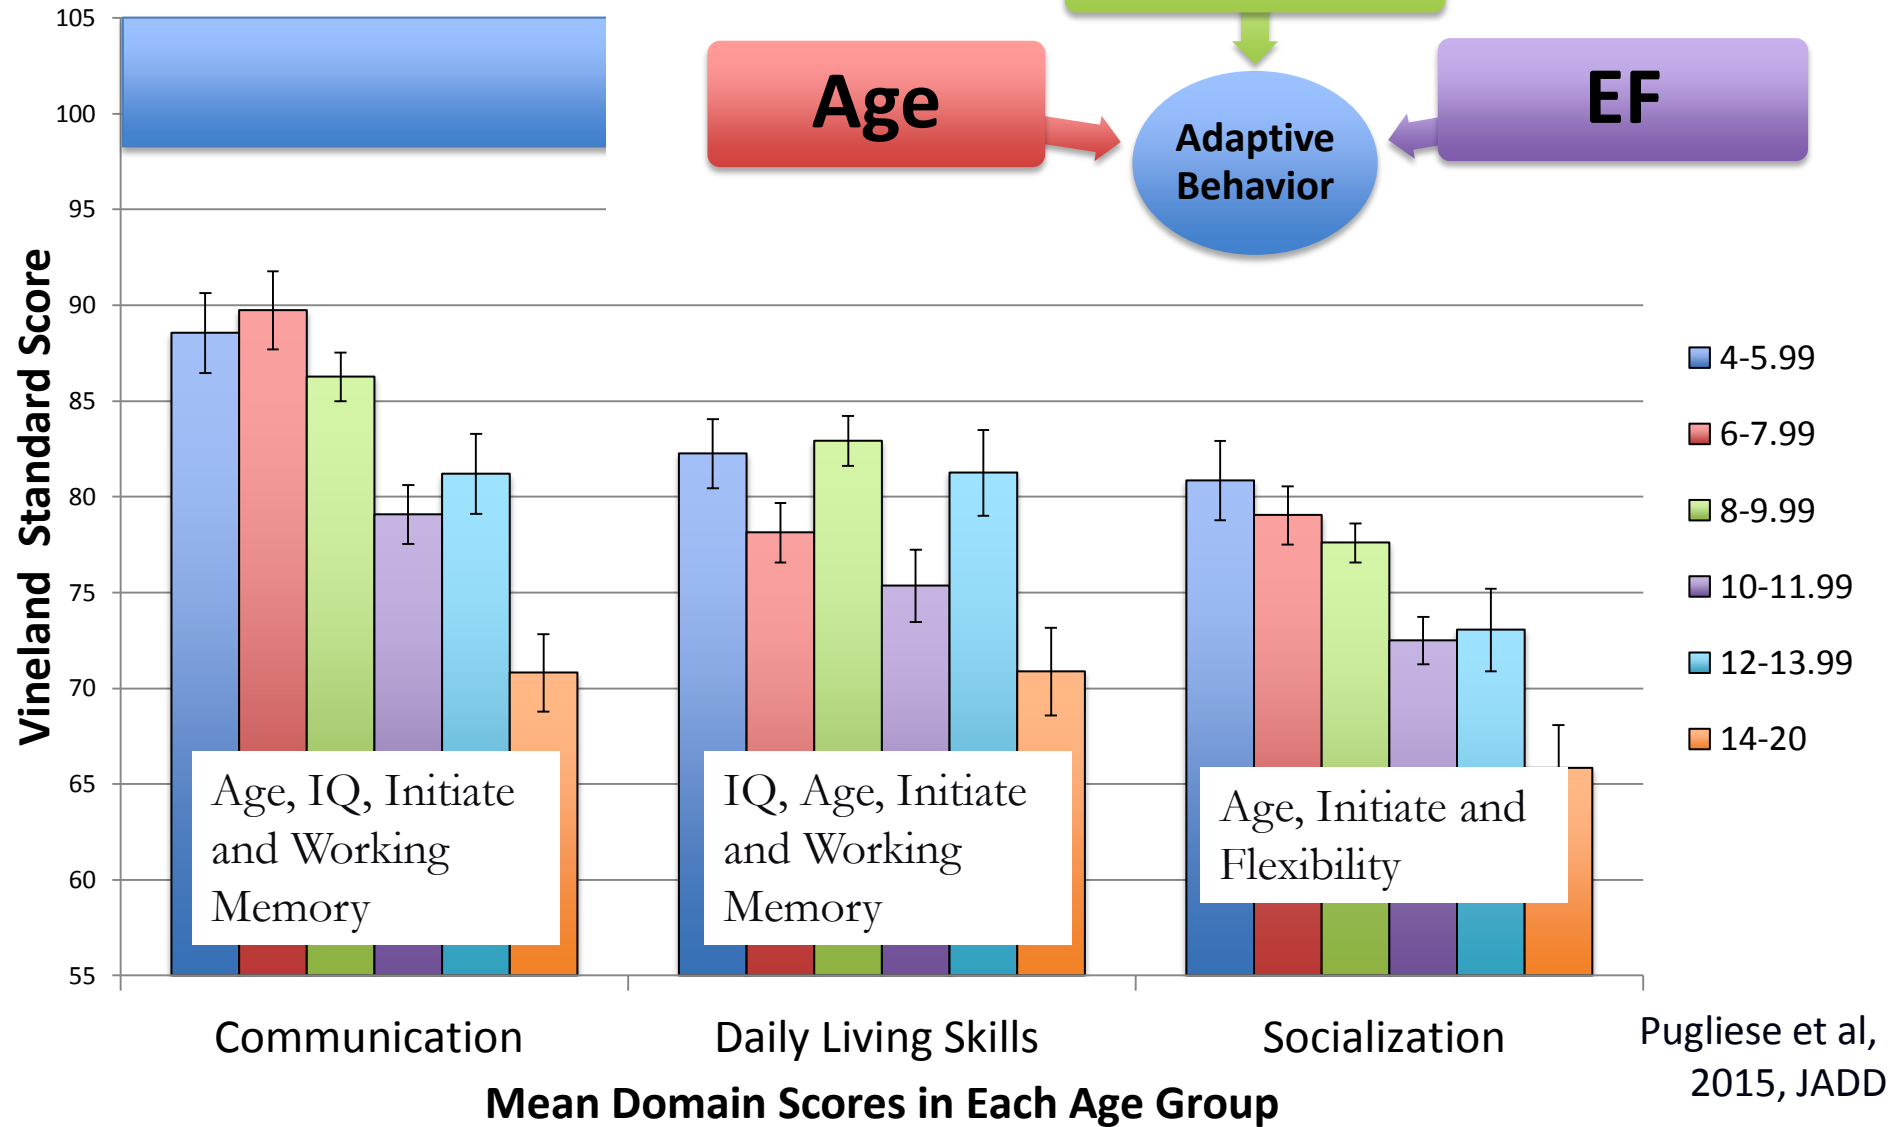 Age
EF
Adaptive
Behavior
Vineland  Standard Score
105
100
95
90
85
80
75
70
65
60
55
4-5.99
6-7.99
8-9.99
10-11.99
12-13.99
14-20
Age, IQ, Initiate
and Working
Memory
IQ, Age, Initiate
and Working
Memory
Age, Initiate and
Flexibility
Communication
Daily Living Skills
Socialization
Mean Domain Scores in Each Age Group
Pugliese et al,
2015, JADD